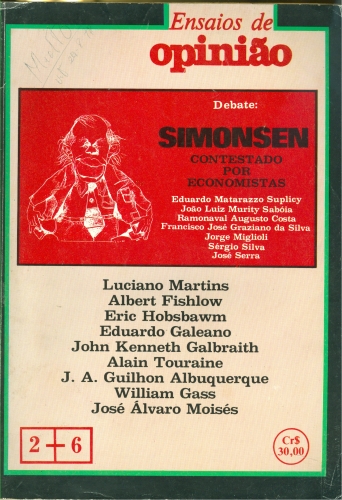 Ensaios de
opinião
Debate:
SIMONSEN
CONTESTADO
POR
ECONOMISTAS
Eduardo Matarazzo Suplicy
João Luiz Murity Sabóia
Ramonaval Augusto Costa
Francisco José Graziano da Silva
Jorge Miglioli
Sérgio Silva
José Serra
Luciano Martins
Albert Fishlow
Eric Hobsbawm
Eduardo Galeano
John Kenneth Galbraith
Alain Touraine
J. A. Guilhon Albuquerque
William Gass
José Álvaro Moisés
2+6
Cr$
30,00